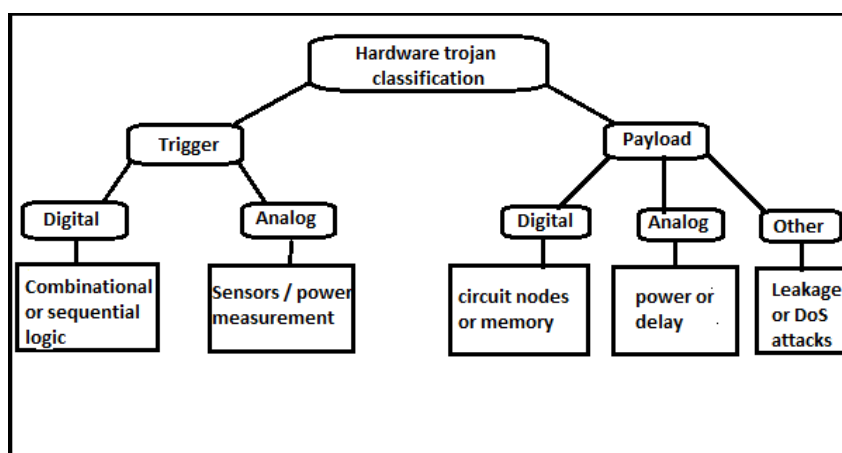 Hardware trojan
classification
Trigger
Payload
Digital
Analog
Digital
Analog
Other
Combinational
or sequential
logic
Sensors / power
measurement
circuit nodes
or memory
power or
delay
Leakage
or DoS
attacks